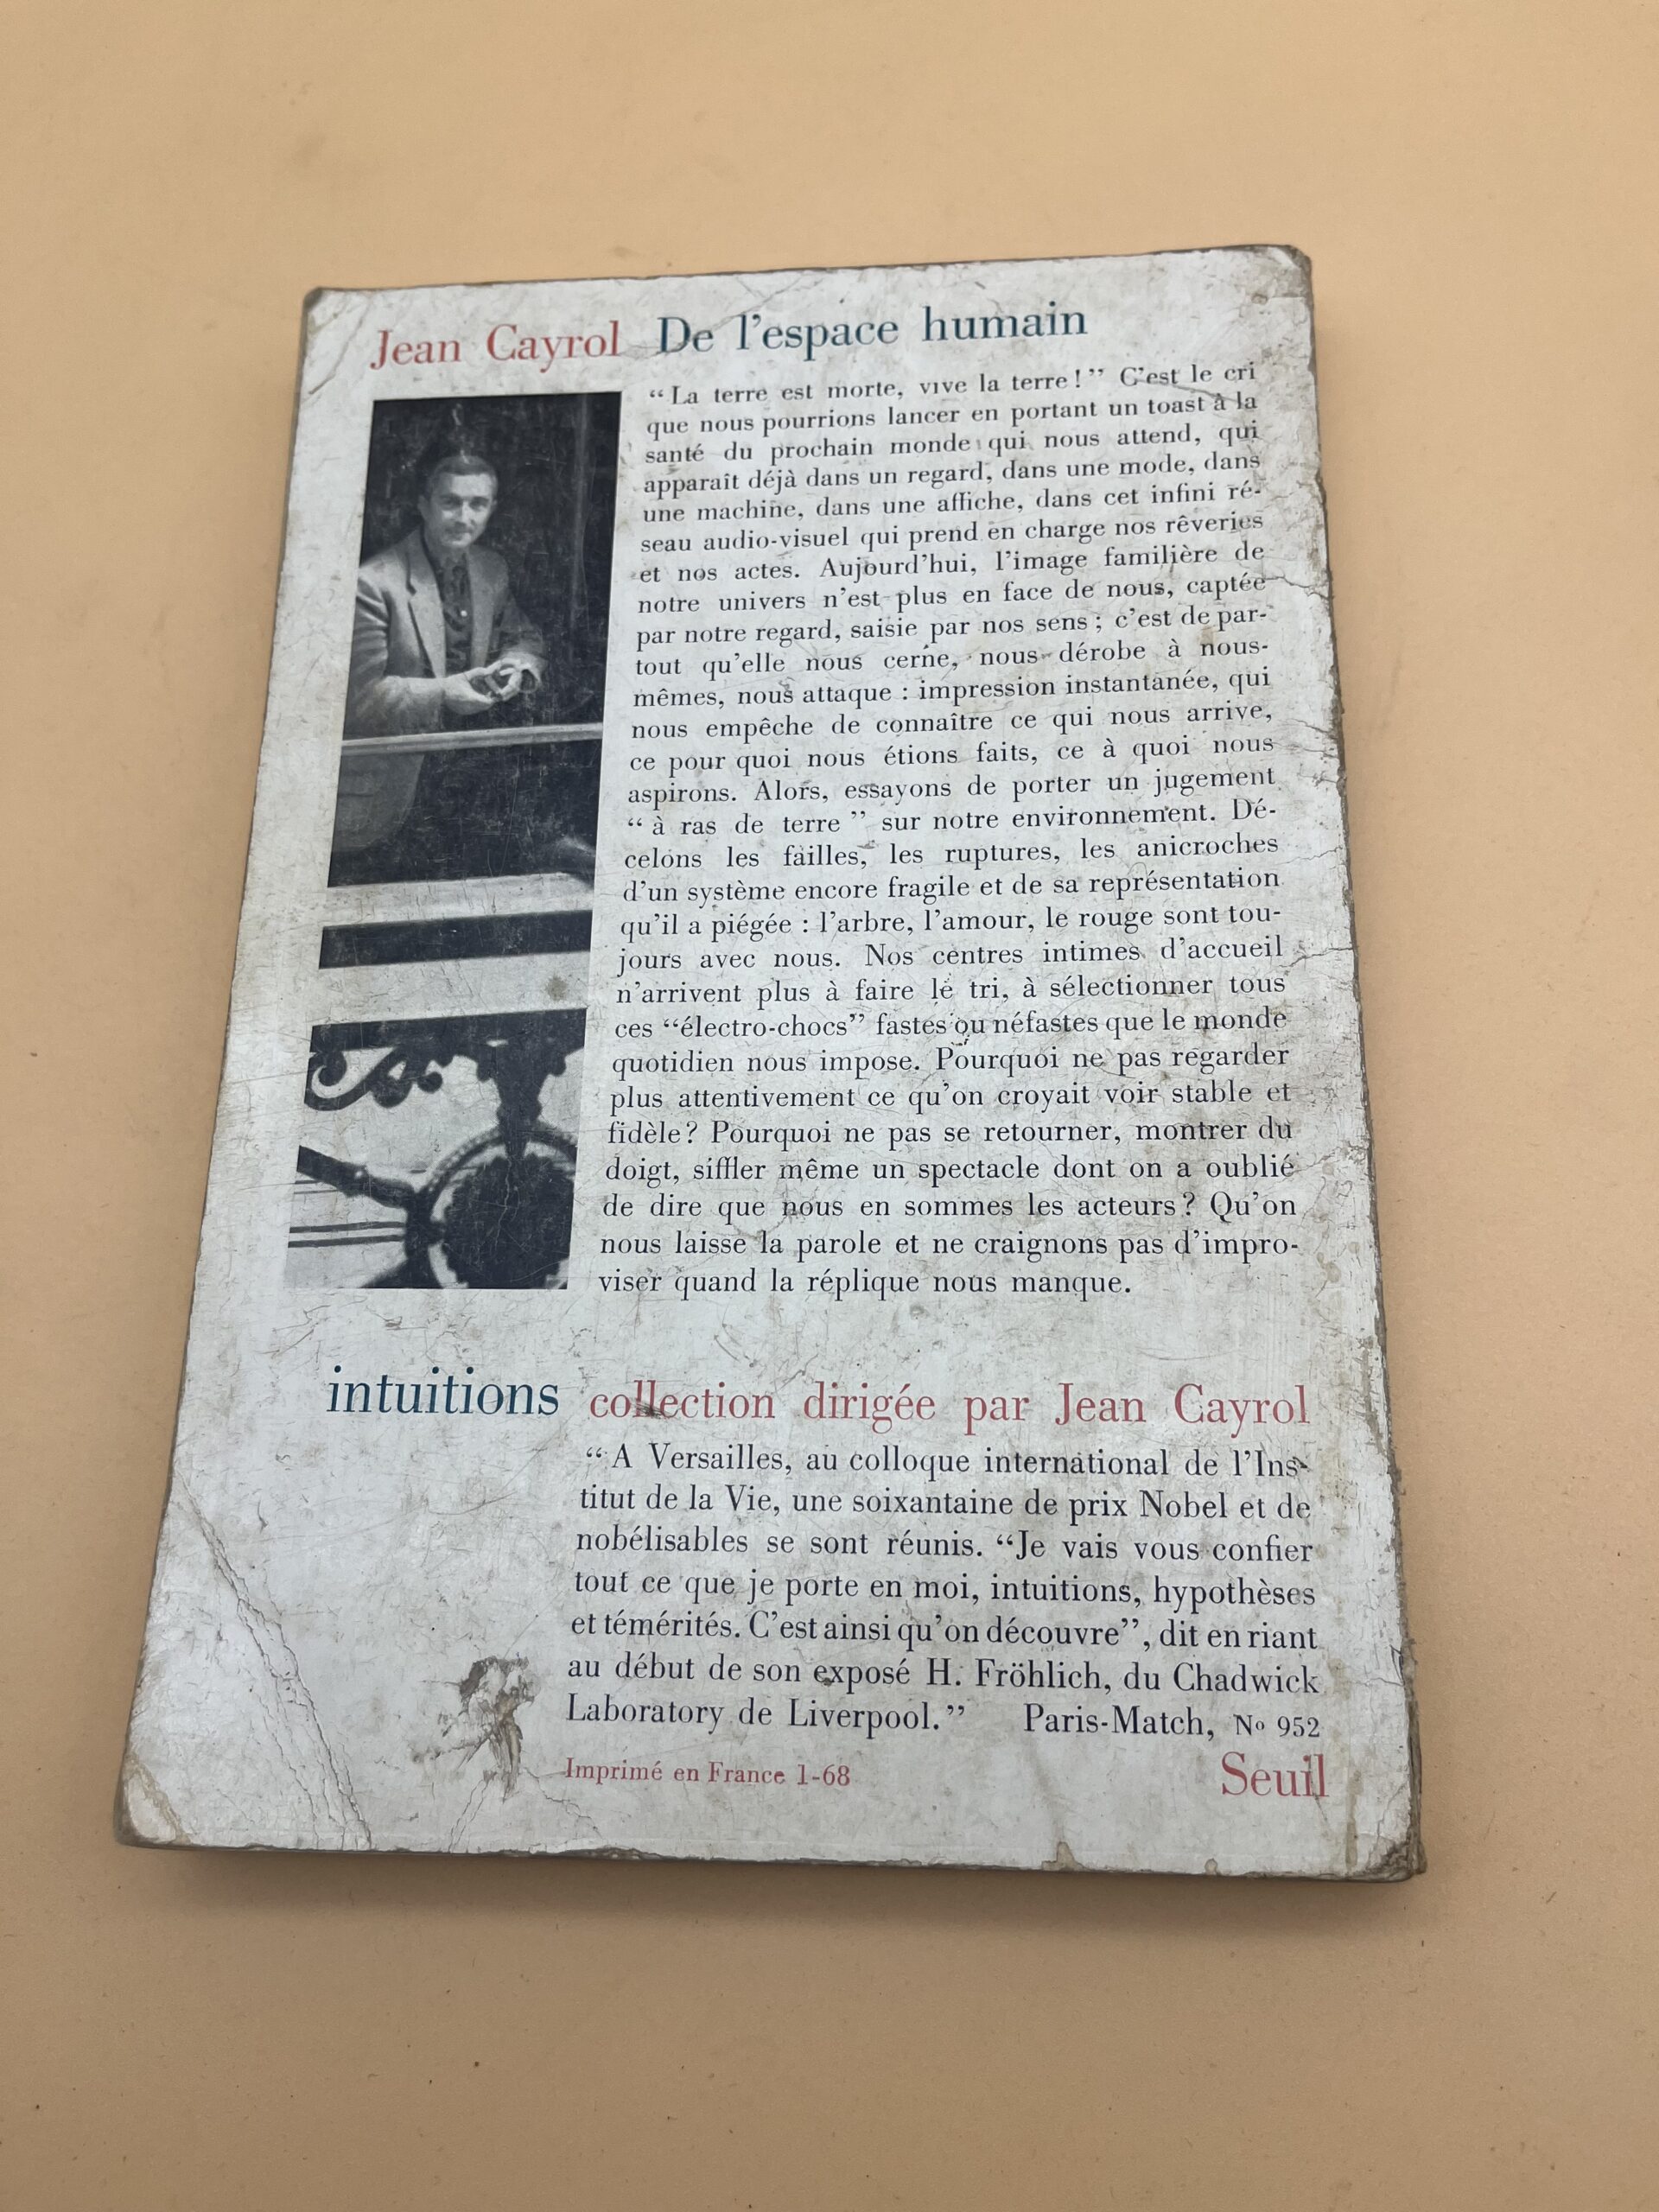 Jean Cayrol De l'espace humain
“La terre est morte, vive la terre!” C'est le cri
que nous pourrions lancer en portant un toast à la
santé du prochain monde qui nous attend, qui
apparaît déjà dans un regard, dans une mode, dans
une machine, dans une affiche, dans cet infini ré-
seau audio-visuel qui prend en charge nos rêveries
et nos actes. Aujourd'hui, l'image familière de
notre univers n'est plus en face de nous, captée
par notre regard, saisie par nos sens ; c'est de par-
tout qu'elle nous cerne, nous dérobe à nous-
mêmes, nous attaque : impression instantanée, qui
nous empêche de connaître ce qui nous arrive,
ce pour quoi nous étions faits, ce à quoi nous
aspirons. Alors, essayons de porter un jugement
“ à ras de terre ” sur notre environnement. Dé-
celons les failles, les ruptures, les anicroches
d'un système encore fragile et de sa représentation
qu'il a piégée : l'arbre, l'amour, le rouge sont tou-
jours avec nous. Nos centres intimes d'accueil
n'arrivent plus à faire le tri, à sélectionner tous
ces “électro-chocs” fastes ou néfastes que le monde
quotidien nous impose. Pourquoi ne pas regarder
plus attentivement ce qu'on croyait voir stable et
fidèle? Pourquoi ne pas se retourner, montrer du
doigt, siffler même un spectacle dont on a oublié
de dire que nous en sommes les acteurs? Qu'on
nous laisse la parole et ne craignons pas d'impro-
viser quand la réplique nous manque.
intuitions collection dirigée par Jean Cayrol
“A Versailles, au colloque international de l'Ins-
titut de la Vie, une soixantaine de prix Nobel et de
nobélisables se sont réunis. “Je vais vous confier
tout ce que je porte en moi, intuitions, hypothèses
et témérités. C'est ainsi qu'on découvre”, dit en riant
au début de son exposé H. Fröhlich, du Chadwick
Laboratory de Liverpool.” Paris-Match, Nº 952
Imprimé en France 1-68 Seuil